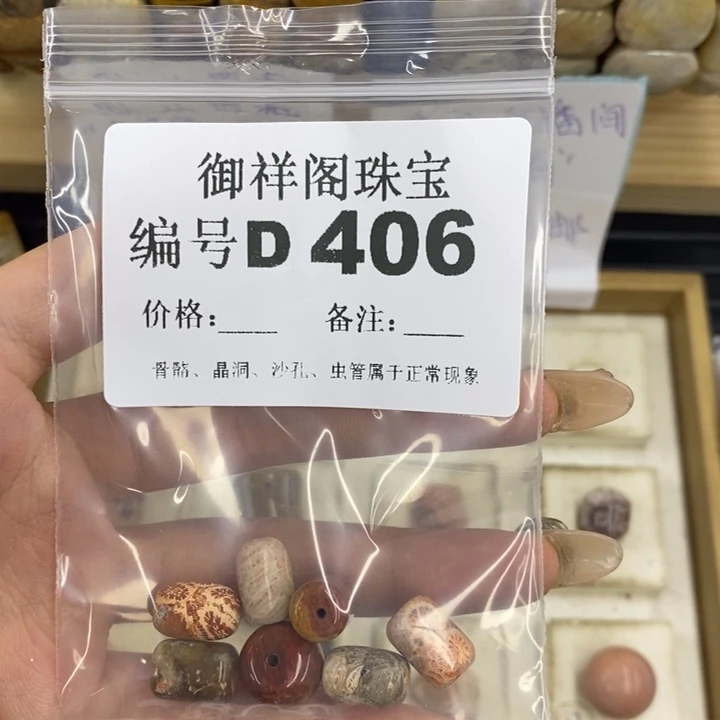 御祥阁珠宝
编号D 406
价格：____ 备注：____
骨骼、晶洞、沙孔、虫管属于正常现象